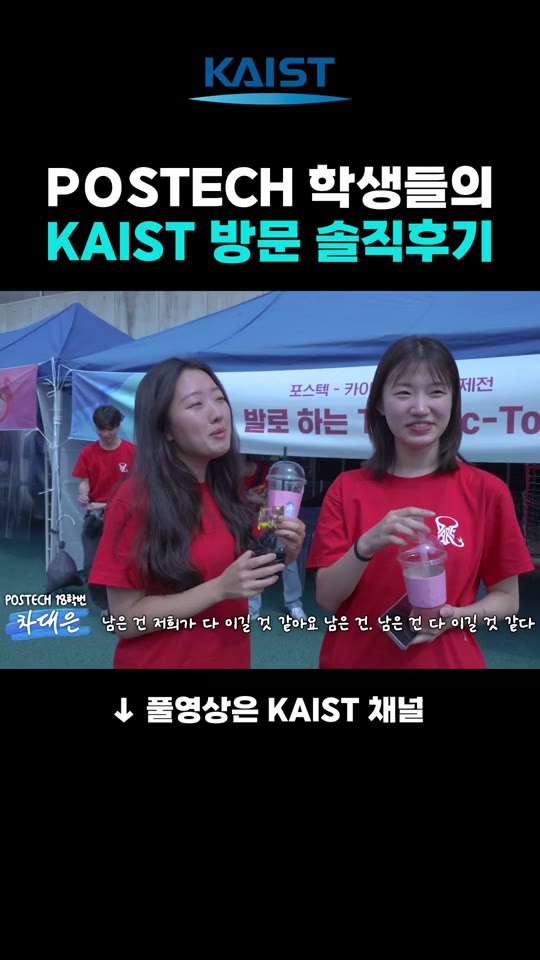 KAIST
POSTECH 학생들의
KAIST 방문 솔직후기
포스텍 - 카이
제전
발로 하는 T
c-To
POSTECH 18학번
차대은
남은 건 저희가 다 이길 것 같아요 남은 건. 남은 건 다 이길 것 같다
↓ 풀영상은 KAIST 채널